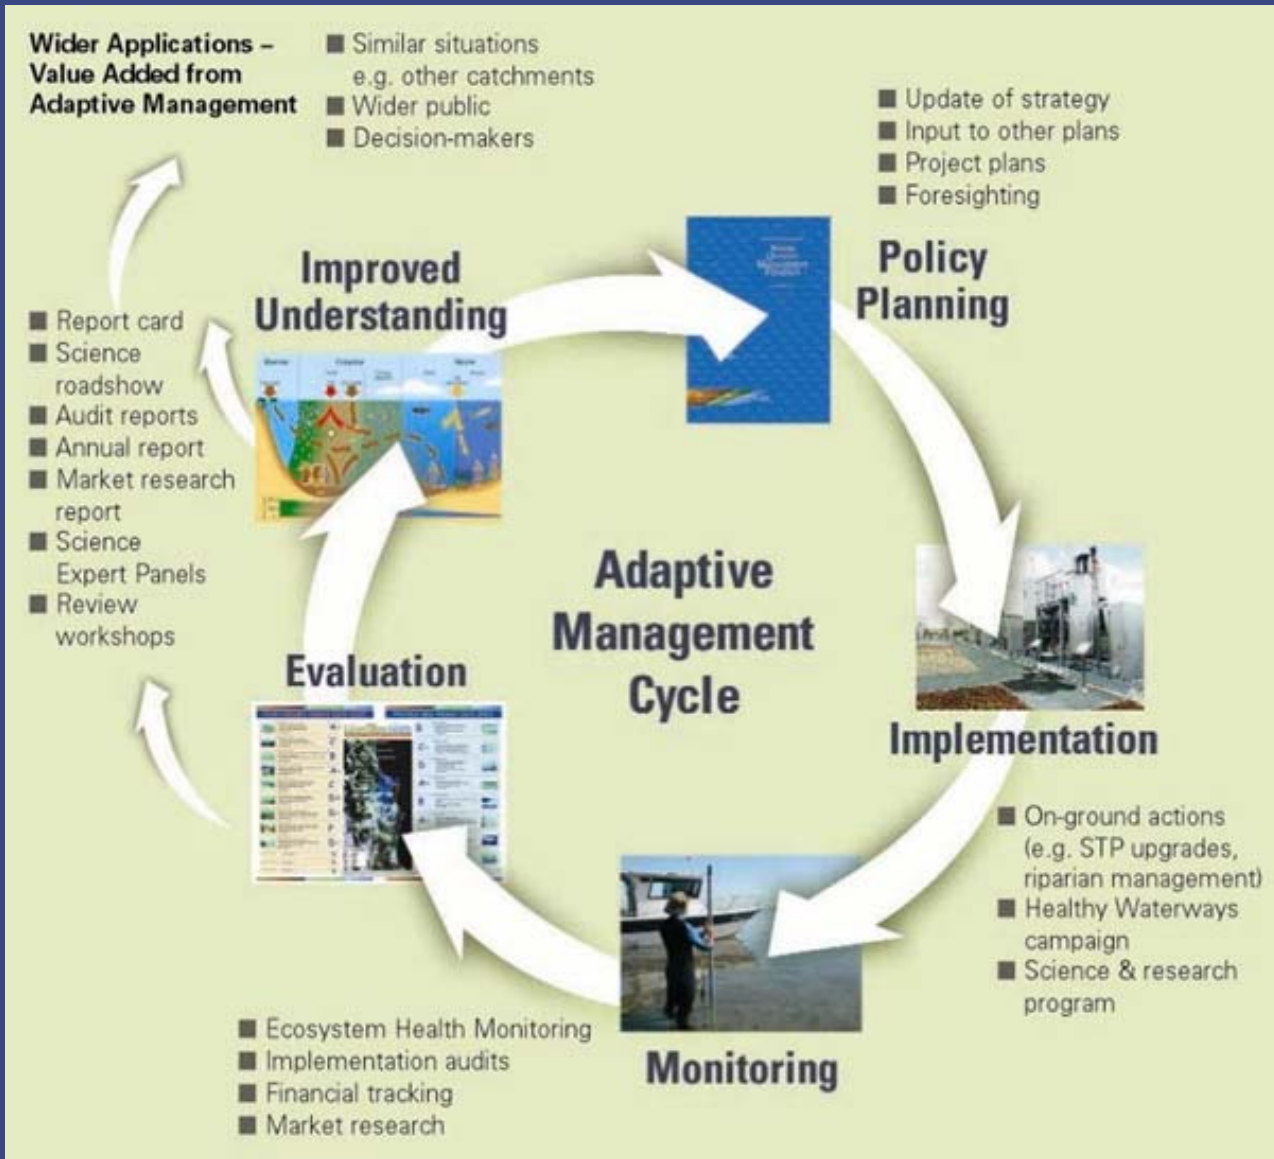 Wider Applications –
Value Added from
Adaptive Management
■ Similar situations
e.g. other catchments
■ Wider public
■ Decision-makers
■ Update of strategy
■ Input to other plans
■ Project plans
■ Foresighting
Policy
Planning
Improved
Understanding
■ Report card
■ Science
roadshow
■ Audit reports
■ Annual report
■ Market research
report
■ Science
Expert Panels
■ Review
workshops
Adaptive
Management
Cycle
Evaluation
Implementation
■ On-ground actions
(e.g. STP upgrades,
riparian management)
■ Healthy Waterways
campaign
■ Science & research
program
■ Ecosystem Health Monitoring
■ Implementation audits
■ Financial tracking
■ Market research
Monitoring